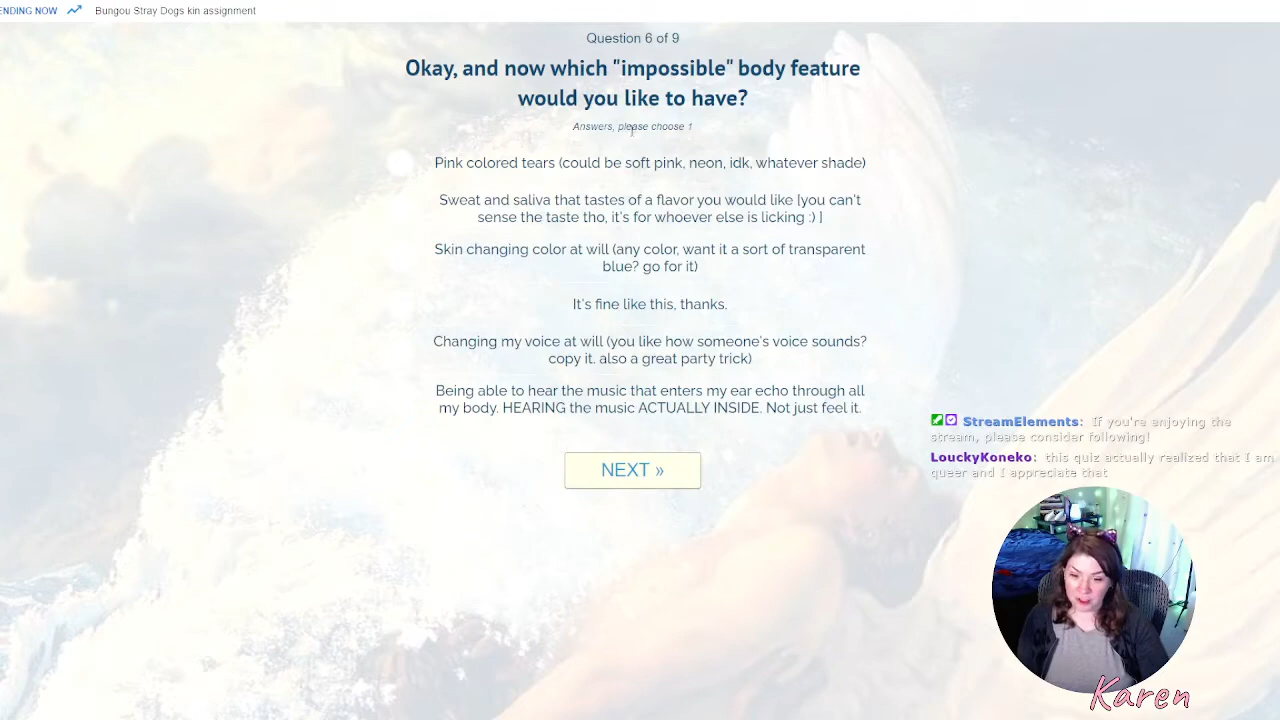 ENDING NOW Bungou Stray Dogs kin assignment
Question 6 of 9
Okay, and now which "impossible" body feature
would you like to have?
Answers, please choose 1
Pink colored tears (could be soft pink, neon, idk, whatever shade)
Sweat and saliva that tastes of a flavor you would like [you can't
sense the taste tho, it's for whoever else is licking :) ]
Skin changing color at will (any color, want it a sort of transparent
blue? go for it)
It's fine like this, thanks.
Changing my voice at will (you like how someone's voice sounds?
copy it. also a great party trick)
Being able to hear the music that enters my ear echo through all
my body. HEARING the music ACTUALLY INSIDE. Not just feel it.
NEXT »
StreamElements: If you're enjoying the
stream, please consider following!
LouckyKoneko: this quiz actually realized that I am
queer and I appreciate that
Karen